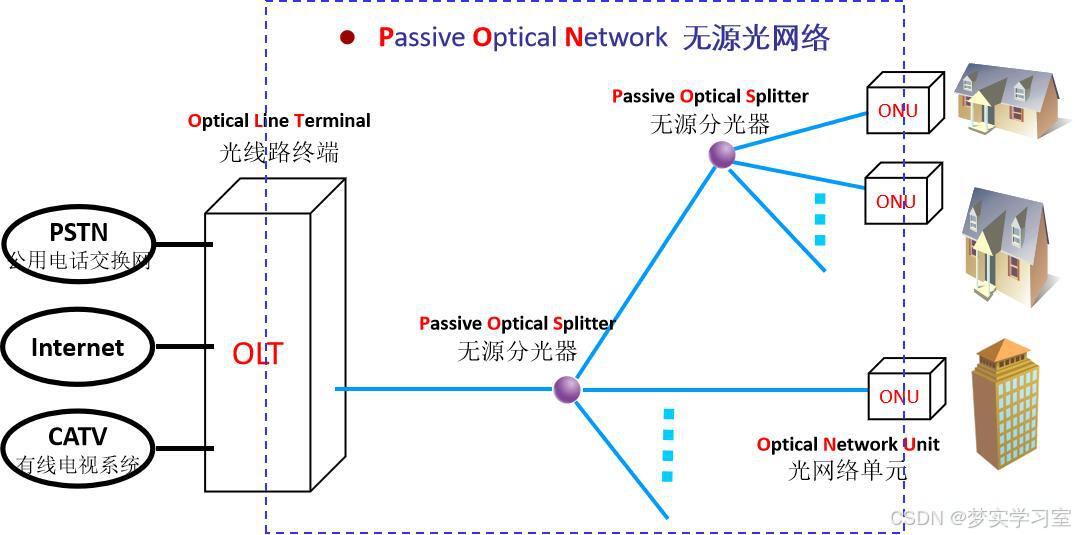 Passive Optical Network 无源光网络
Optical Line Terminal
光线路终端
Passive Optical Splitter
无源分光器
ONU
ONU
PSTN
公用电话交换网
Internet
OLT
Passive Optical Splitter
无源分光器
ONU
CATV
有线电视系统
Optical Network Unit
光网络单元
CSDN @梦实学习室